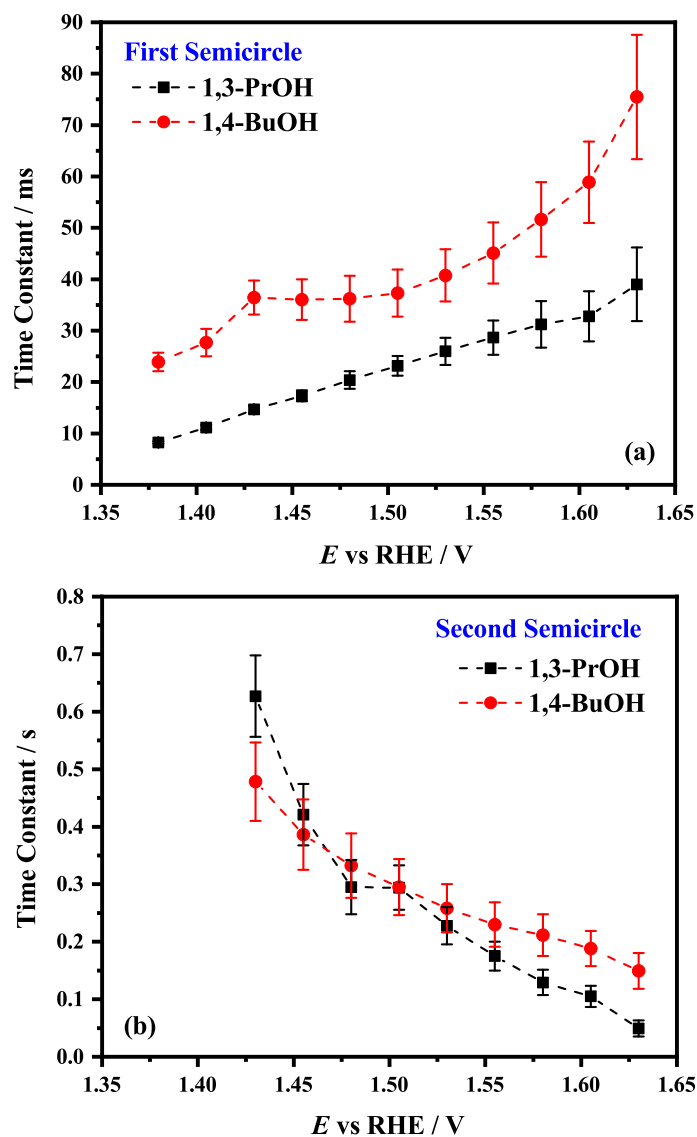 90
80
70
60
50
40
30
20
10
0
Time Constant / ms
First Semicircle
1,3-PrOH
1,4-BuOH
(a)
1.35
1.40
1.45
1.50
1.55
1.60
1.65
E vs RHE / V
0.8
0.7
0.6
0.5
0.4
0.3
0.2
0.1
0.0
Time Constant / s
Second Semicircle
1,3-PrOH
1,4-BuOH
(b)
1.35
1.40
1.45
1.50
1.55
1.60
1.65
E vs RHE / V